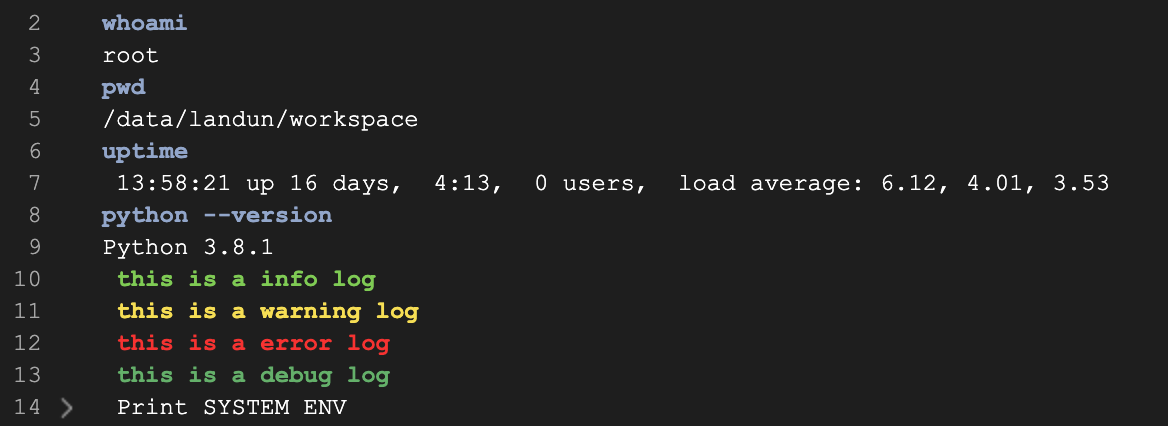 2 whoami
3 root
4 pwd
5 /data/landun/workspace
6 uptime
7 13:58:21 up 16 days,  4:13,  0 users,  load average: 6.12, 4.01, 3.53
8 python --version
9 Python 3.8.1
10 this is a info log
11 this is a warning log
12 this is a error log
13 this is a debug log
14 Print SYSTEM ENV